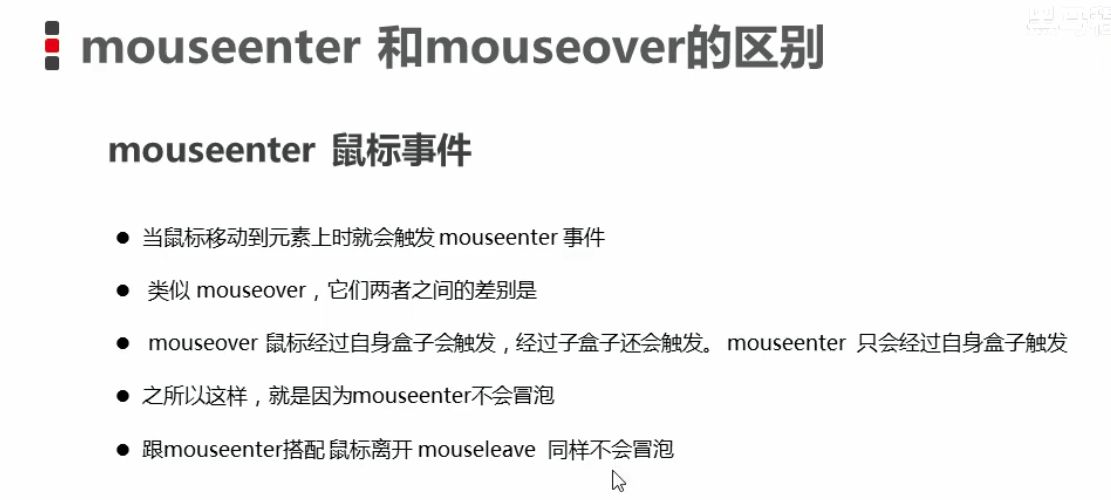 mouseenter 和mouseover的区别
mouseenter 鼠标事件
● 当鼠标移动到元素上时就会触发 mouseenter 事件
● 类似 mouseover，它们两者之间的差别是
● mouseover 鼠标经过自身盒子会触发，经过子盒子还会触发。 mouseenter 只会经过自身盒子触发
● 之所以这样，就是因为mouseenter不会冒泡
● 跟mouseenter搭配 鼠标离开 mouseleave 同样不会冒泡